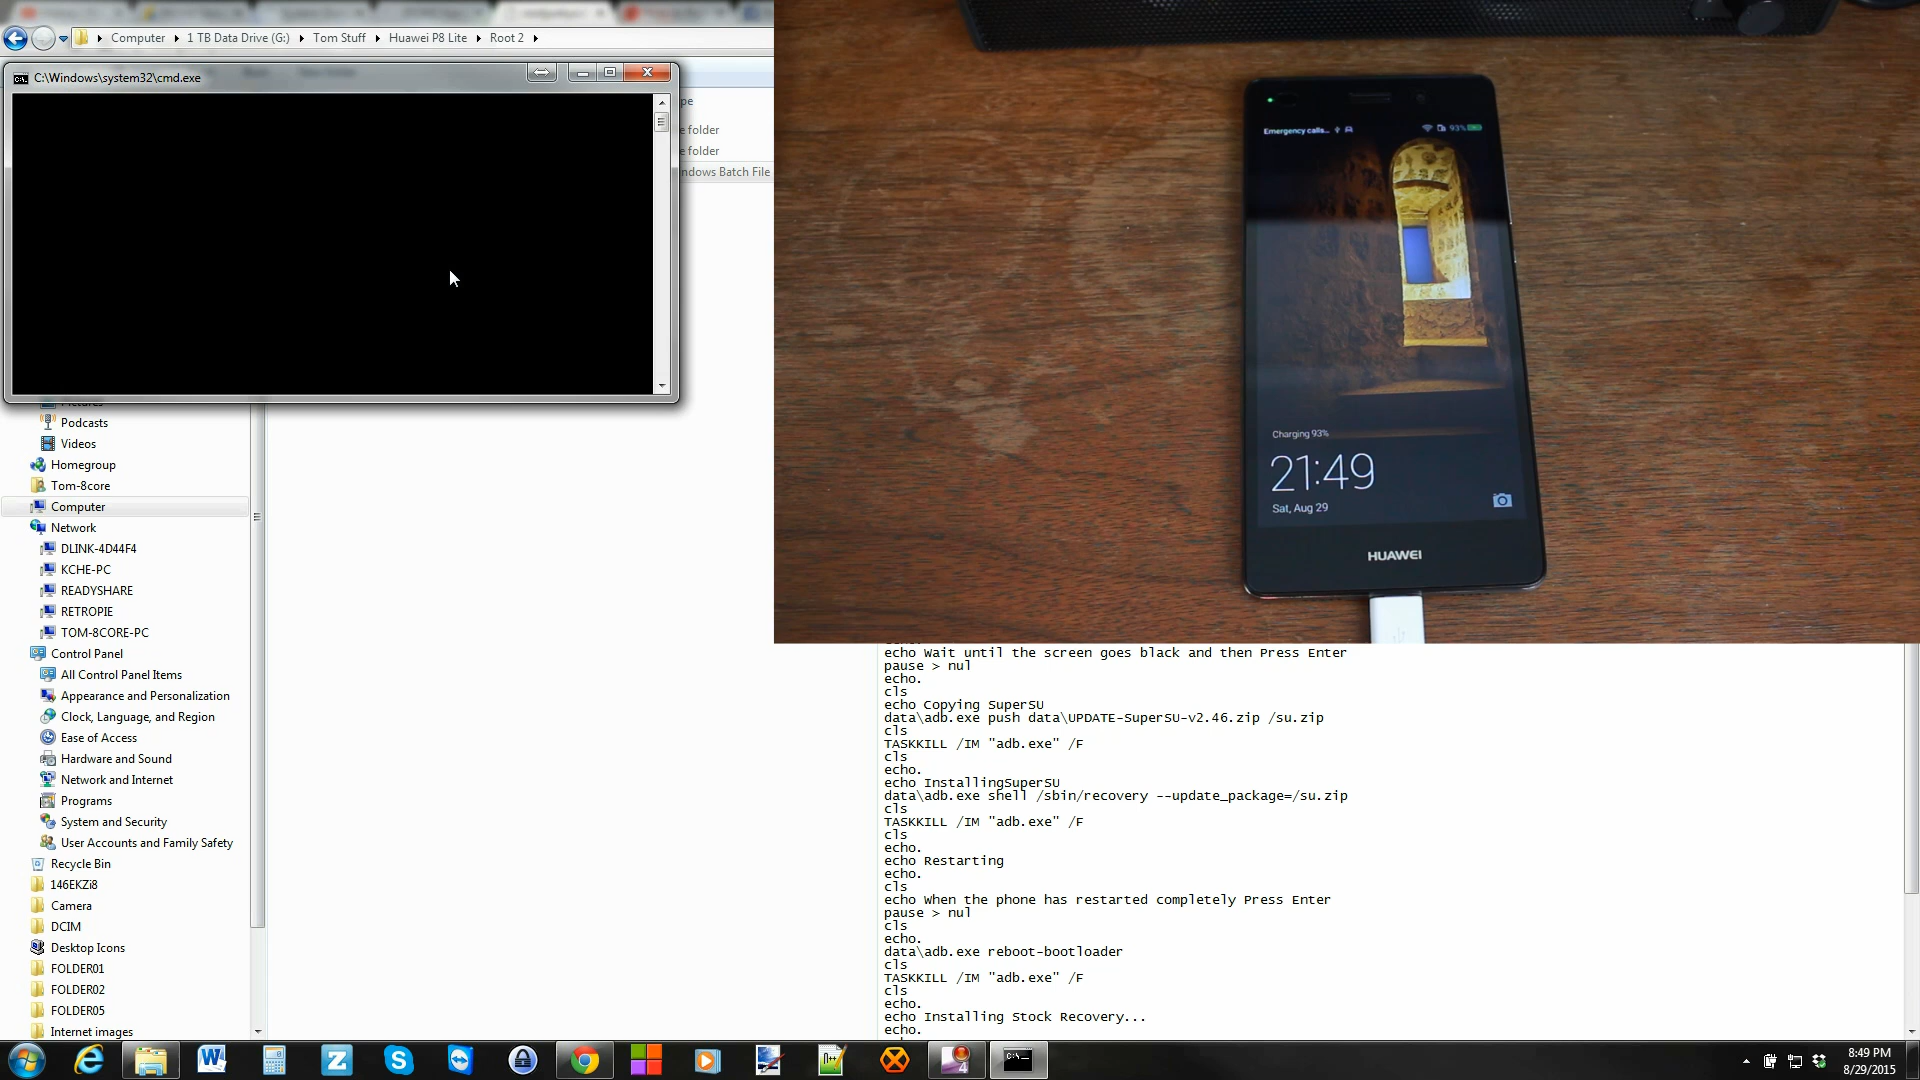 Computer ▸ 1 TB Data Drive (G:) ▸ Tom Stuff ▸ Huawei P8 Lite ▸ Root 2 ▸
C:\Windows\system32\cmd.exe
pe
e folder
e folder
ndows Batch File
Podcasts
Videos
Homegroup
Tom-8core
Computer
Network
DLINK-4D44F4
KCHE-PC
READYSHARE
RETROPIE
TOM-8CORE-PC
Control Panel
All Control Panel Items
Appearance and Personalization
Clock, Language, and Region
Ease of Access
Hardware and Sound
Network and Internet
Programs
System and Security
User Accounts and Family Safety
Recycle Bin
146EKZi8
Camera
DCIM
Desktop Icons
FOLDER01
FOLDER02
FOLDER05
Internet images
Emergency calls...
93%
Charging 93%
21:49
Sat, Aug 29
HUAWEI
echo Wait until the screen goes black and then Press Enter
pause > nul
echo.
cls
echo Copying SuperSU
data\adb.exe push data\UPDATE-SuperSU-v2.46.zip /su.zip
cls
TASKKILL /IM "adb.exe" /F
cls
echo.
echo InstallingSuperSU
data\adb.exe shell /sbin/recovery --update_package=/su.zip
cls
TASKKILL /IM "adb.exe" /F
cls
echo.
echo Restarting
echo.
cls
echo When the phone has restarted completely Press Enter
pause > nul
cls
echo.
data\adb.exe reboot-bootloader
cls
TASKKILL /IM "adb.exe" /F
cls
echo.
echo Installing Stock Recovery...
echo.
8:49 PM
8/29/2015